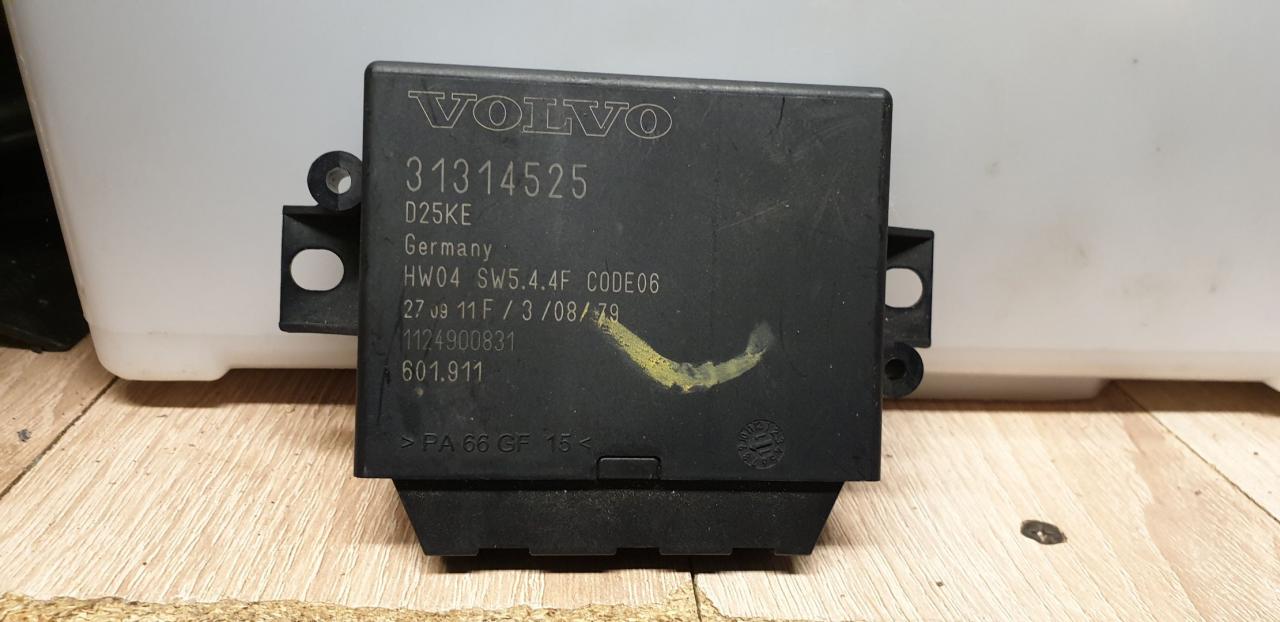 VOLVO
31314525
D25KE
Germany
HW04 SW5.4.4F CODE06
27 09 11 F / 3 /08/ 79
1124900831
601.911
> PA 66 GF 15 <